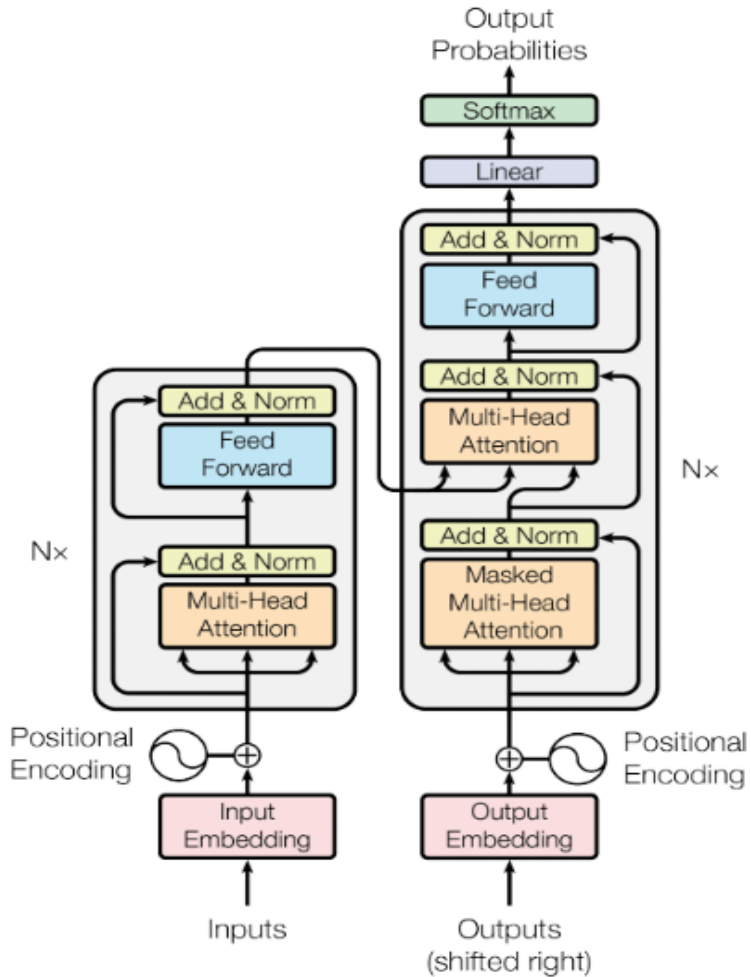 Output
Probabilities
Softmax
Linear
Add & Norm
Feed
Forward
Add & Norm
Multi-Head
Attention
Add & Norm
Masked
Multi-Head
Attention
N×
Add & Norm
Feed
Forward
Add & Norm
Multi-Head
Attention
N×
Positional
Encoding
Positional
Encoding
Input
Embedding
Output
Embedding
Inputs
Outputs
(shifted right)